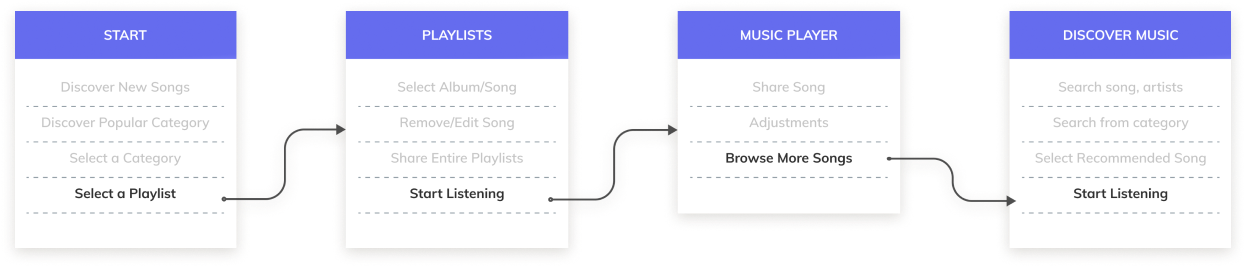 START
Discover New Songs
Discover Popular Category
Select a Category
Select a Playlist
PLAYLISTS
Select Album/Song
Remove/Edit Song
Share Entire Playlists
Start Listening
MUSIC PLAYER
Share Song
Adjustments
Browse More Songs
DISCOVER MUSIC
Search song, artists
Search from category
Select Recommended Song
Start Listening